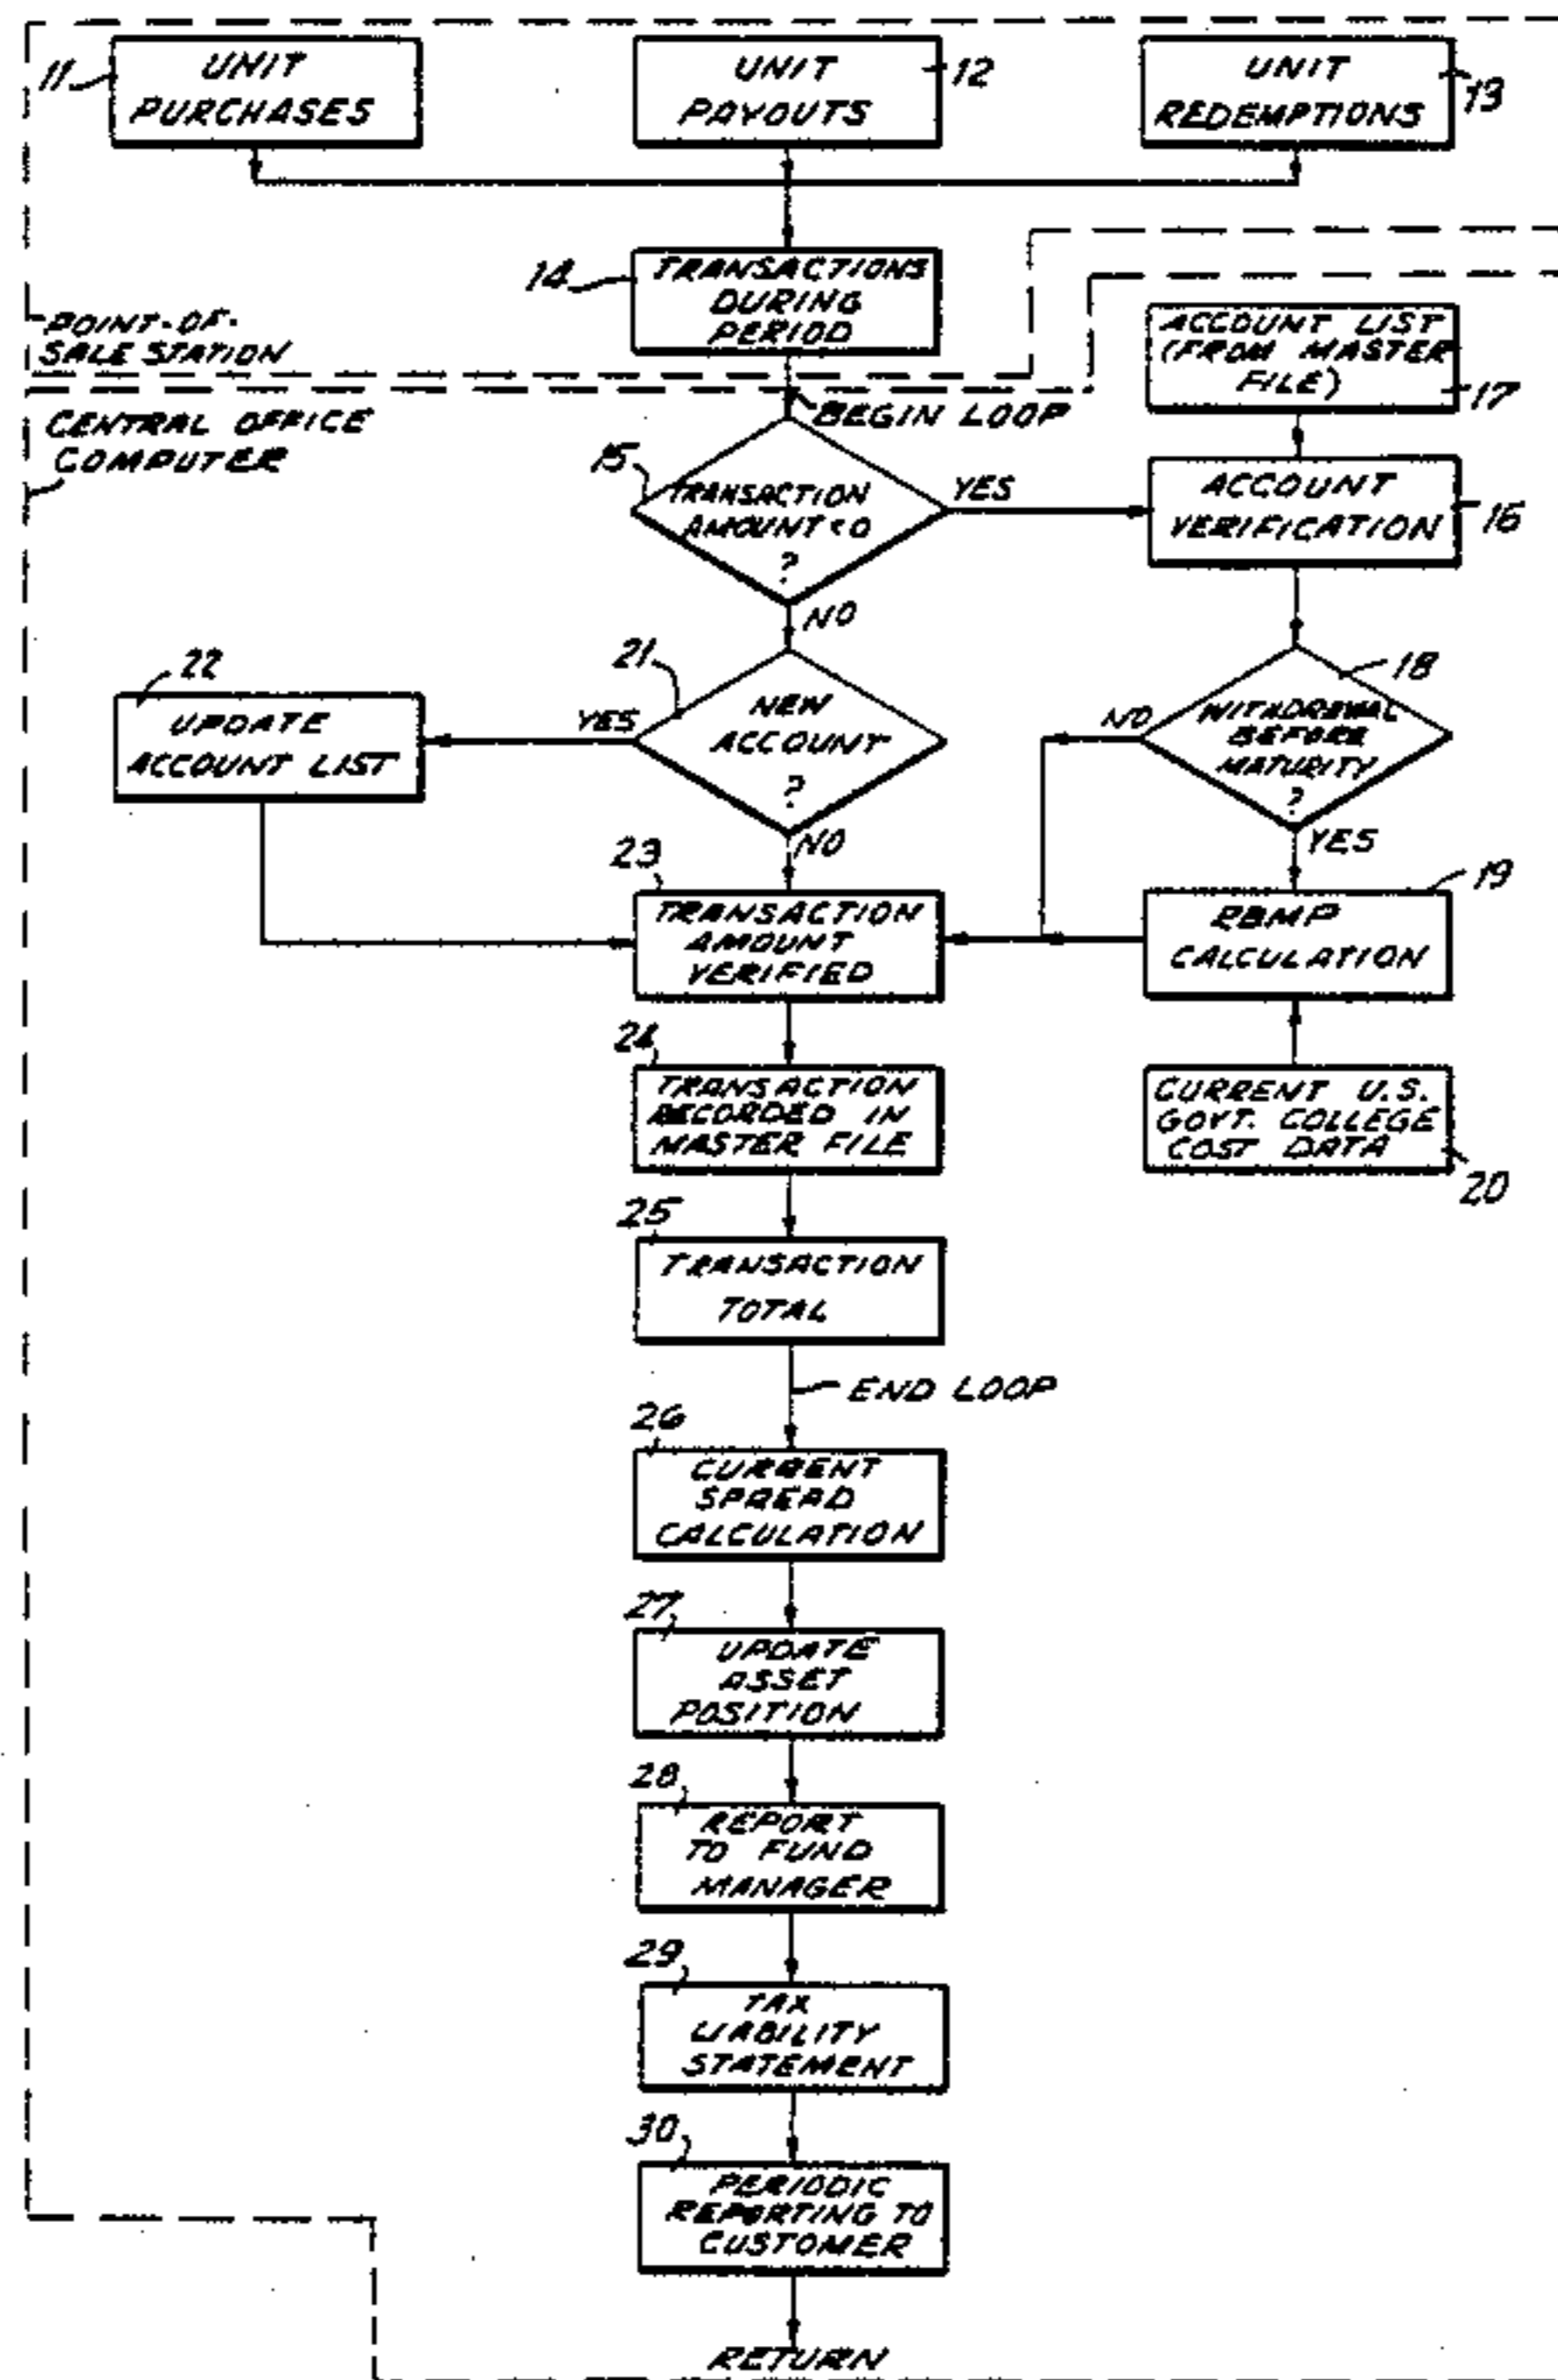 11
UNIT
PURCHASES
UNIT
PAYOUTS
12
UNIT
REDEMPTIONS
13
14
TRANSACTIONS
DURING
PERIOD
POINT-OF-
SALE STATION
ACCOUNT LIST
(FROM MASTER
FILE)
17
CENTRAL OFFICE
COMPUTER
BEGIN LOOP
15
TRANSACTION
AMOUNT < 0
?
YES
NO
ACCOUNT
VERIFICATION
16
22
UPDATE
ACCOUNT LIST
21
YES
NEW
ACCOUNT
?
NO
18
NO
WITHDRAWAL
BEFORE
MATURITY
?
YES
23
TRANSACTION
AMOUNT
VERIFIED
19
RBMP
CALCULATION
24
TRANSACTION
RECORDED IN
MASTER FILE
CURRENT U.S.
GOVT. COLLEGE
COST DATA
20
25
TRANSACTION
TOTAL
END LOOP
26
CURRENT
SPREAD
CALCULATION
27
UPDATE
ASSET
POSITION
28
REPORT
TO FUND
MANAGER
29
TAX
LIABILITY
STATEMENT
30
PERIODIC
REPORTING TO
CUSTOMER
RETURN